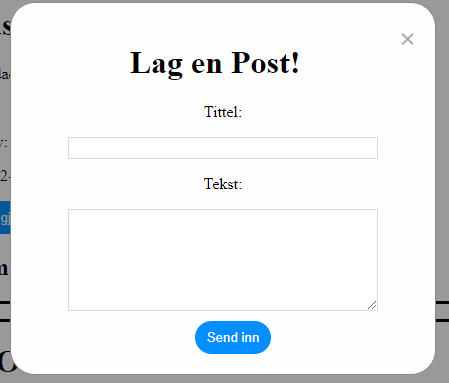 ×
Lag en Post!
Tittel:
Tekst:
Send inn